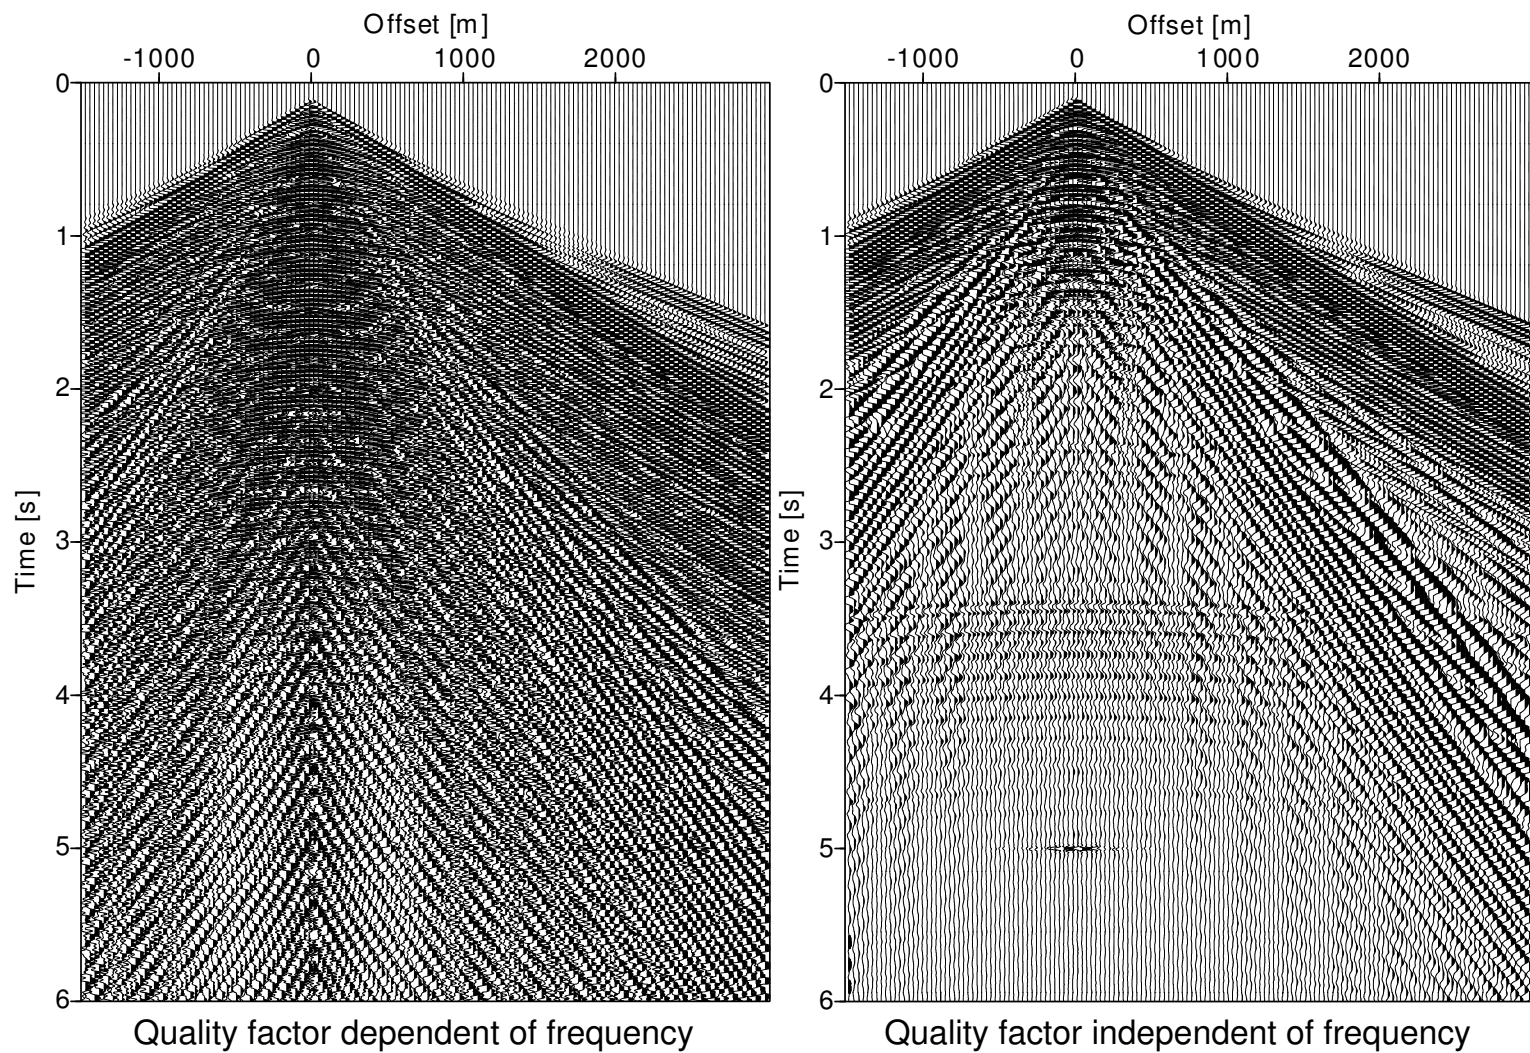 Offset [m]
-1000 0 1000 2000
0
1
2
3
4
5
6
Time [s]
Quality factor dependent of frequency
Offset [m]
-1000 0 1000 2000
0
1
2
3
4
5
6
Time [s]
Quality factor independent of frequency